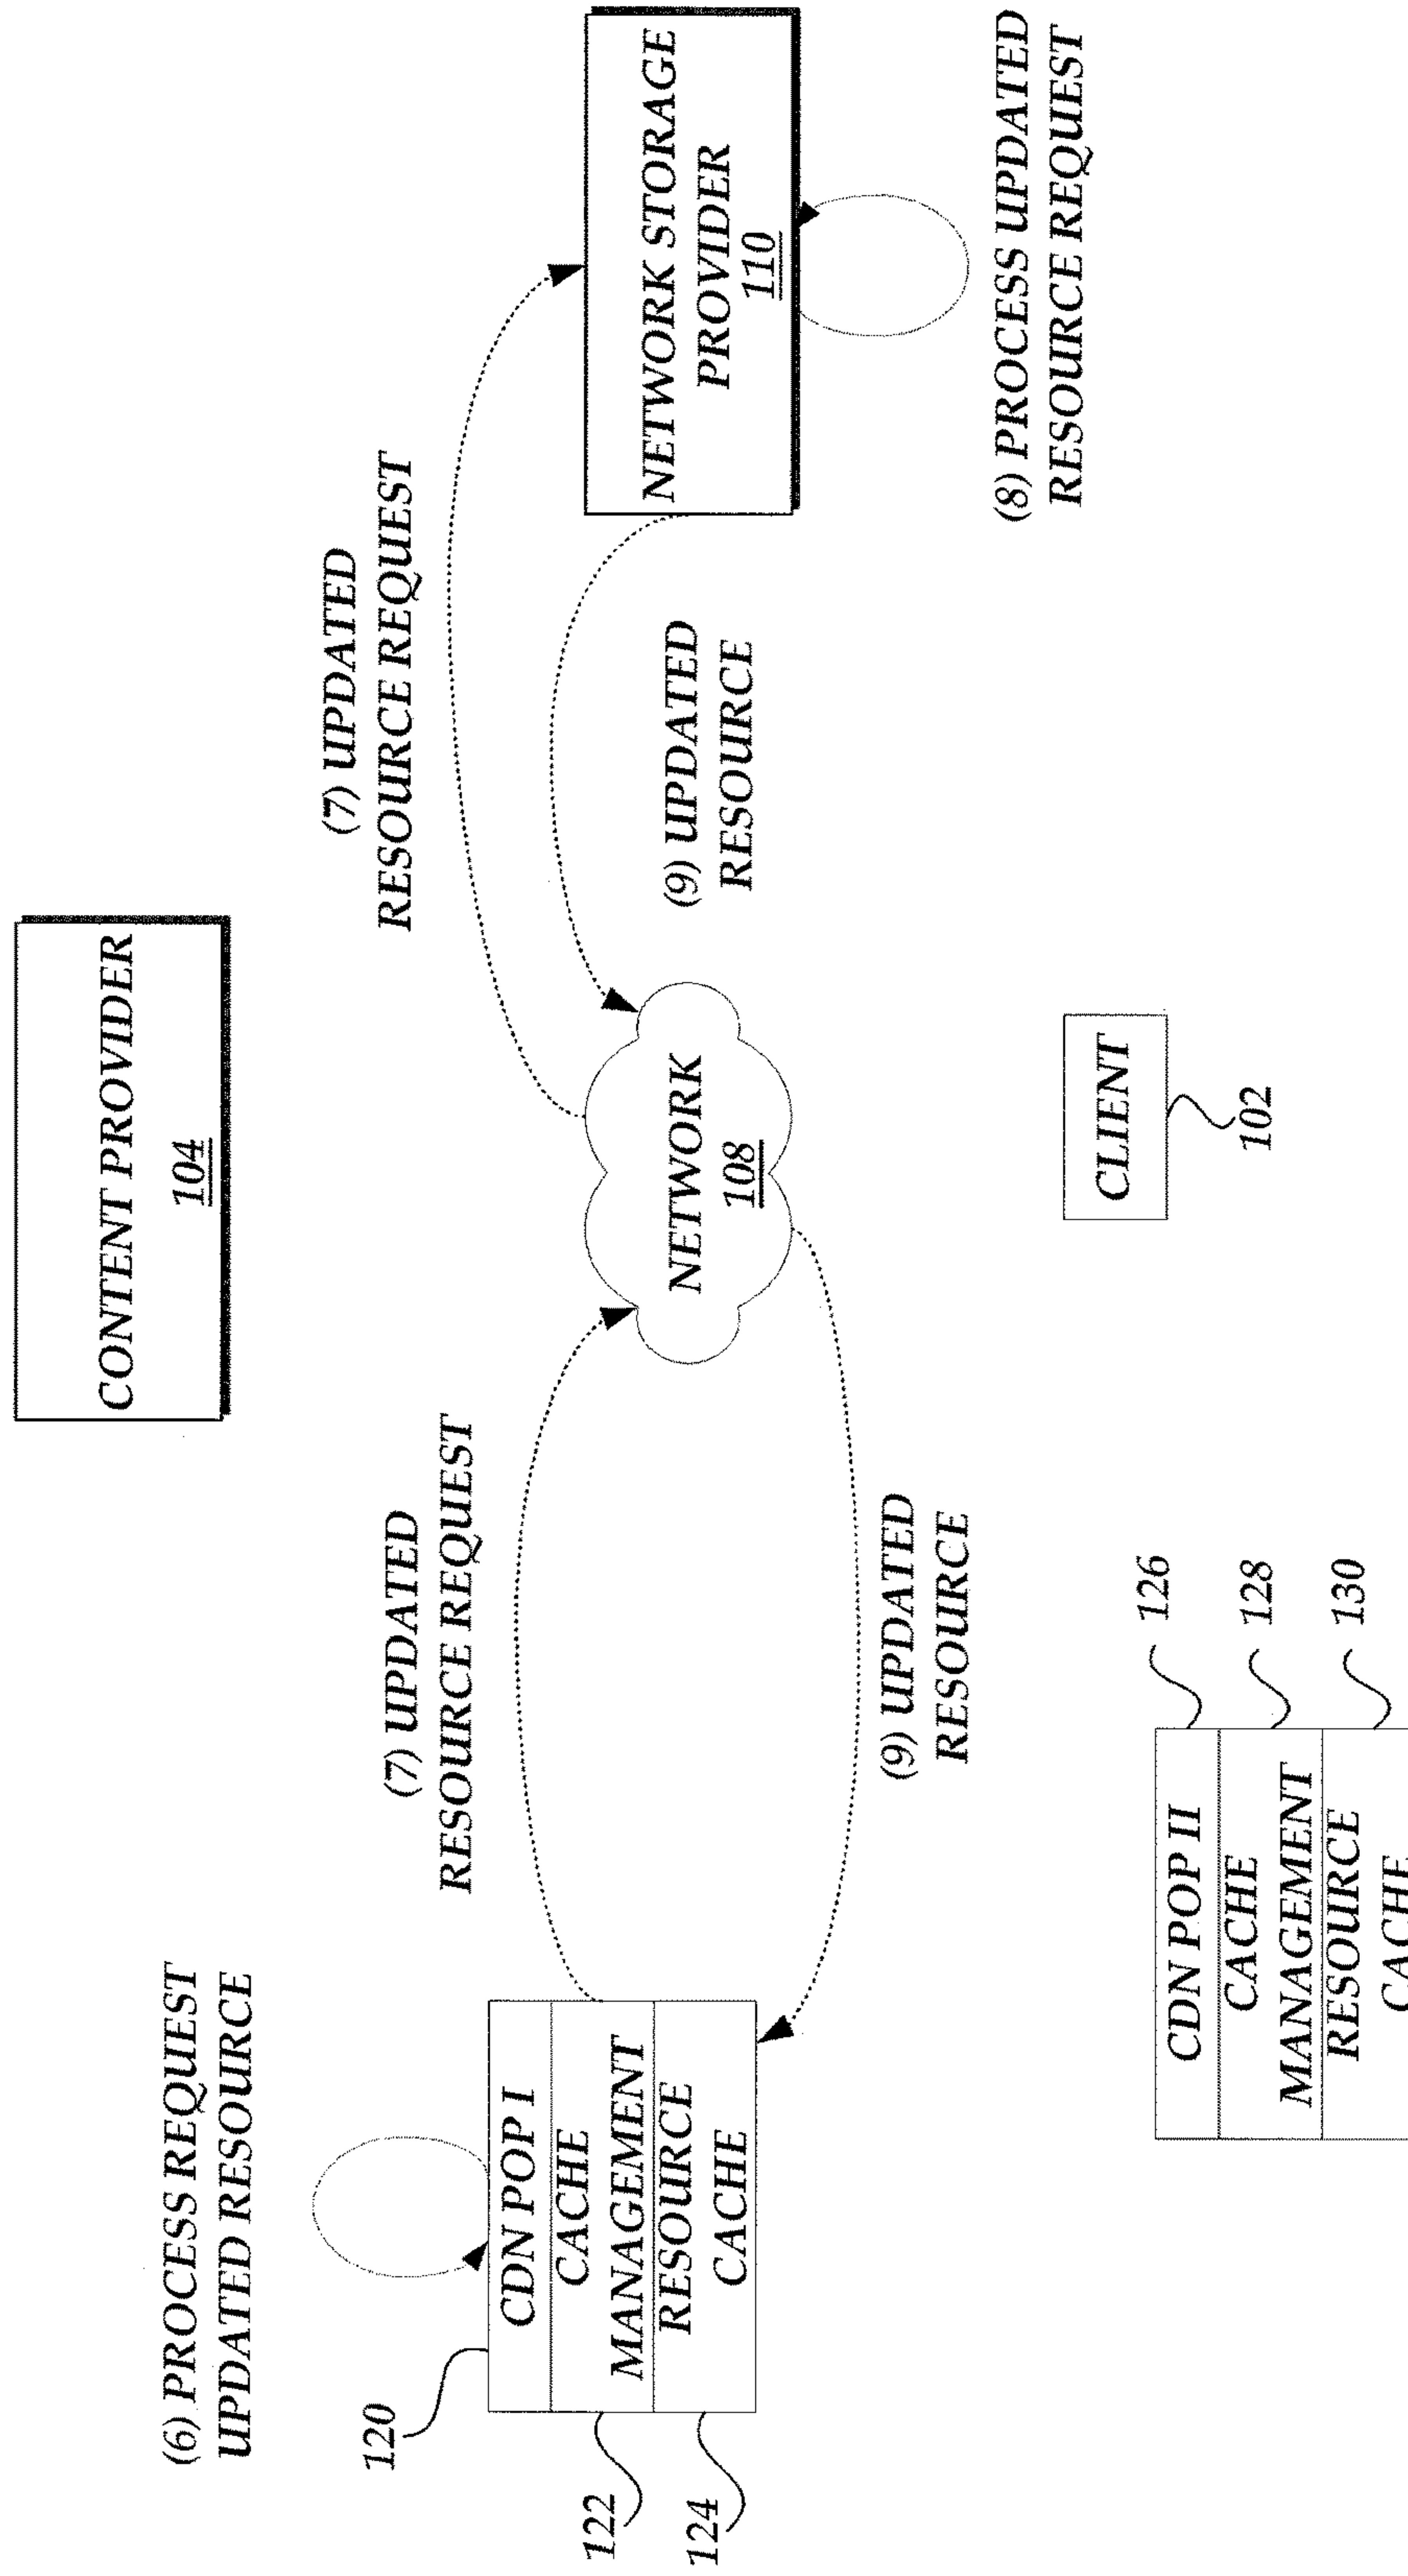 CONTENT PROVIDER
104
(6) PROCESS REQUEST
UPDATED RESOURCE
(7) UPDATED
RESOURCE REQUEST
(7) UPDATED
RESOURCE REQUEST
120
CDN POP I
CACHE
MANAGEMENT
RESOURCE
CACHE
122
124
NETWORK
108
NETWORK STORAGE
PROVIDER
110
(9) UPDATED
RESOURCE
(9) UPDATED
RESOURCE
(8) PROCESS UPDATED
RESOURCE REQUEST
CLIENT
102
CDN POP II
CACHE
MANAGEMENT
RESOURCE
CACHE
126
128
130